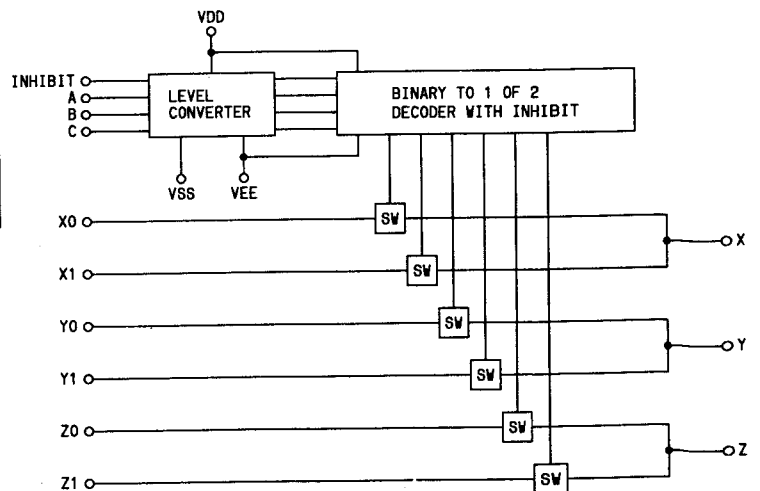 VDD
INHIBIT
A
B
C
LEVEL
CONVERTER
BINARY TO 1 OF 2
DECODER WITH INHIBIT
VSS
VEE
X0
SW
X
X1
SW
Y0
SW
Y
Y1
SW
Z0
SW
Z
Z1
SW